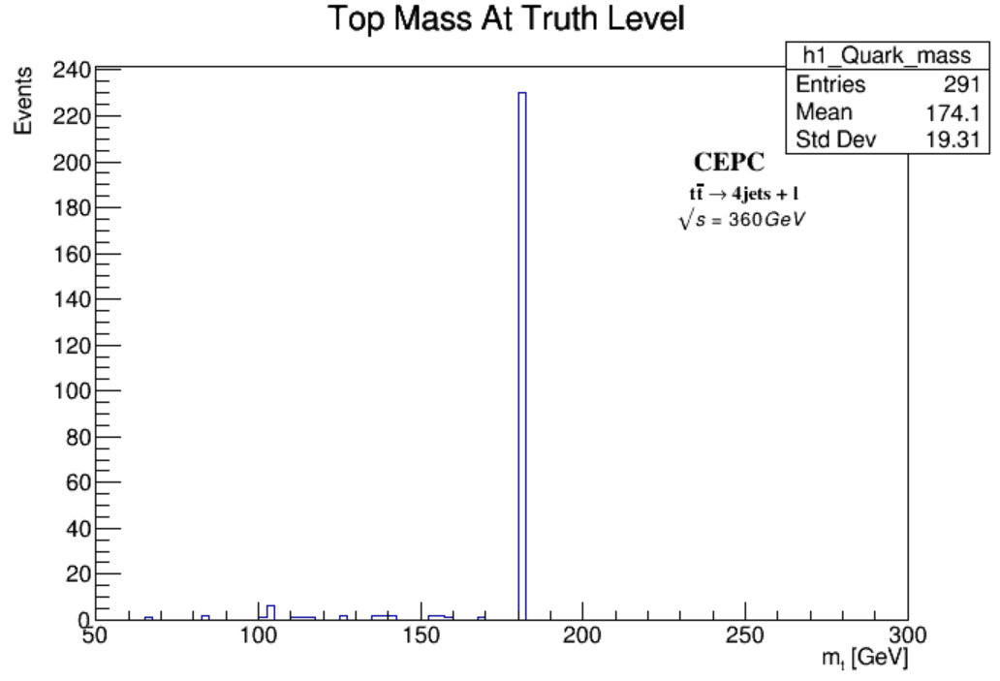 Top Mass At Truth Level
h1_Quark_mass
Entries 291
Mean 174.1
Std Dev 19.31
Events
240
220
200
180
160
140
120
100
80
60
40
20
0
CEPC
tt̅ → 4jets + l
√s = 360GeV
50 100 150 200 250 300
mt [GeV]